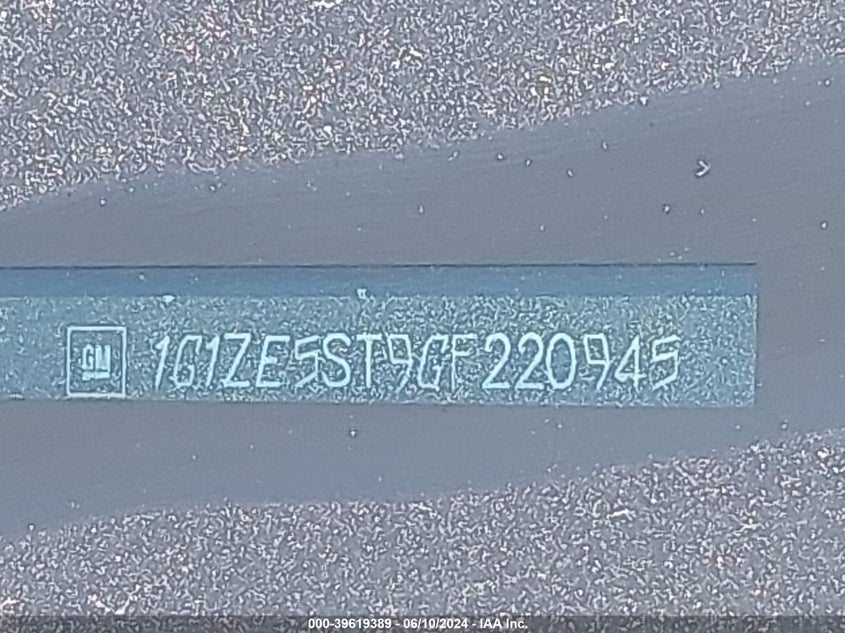 GM 1G1ZE5ST9GF220945
000-39619389 - 06/10/2024 - IAA Inc.